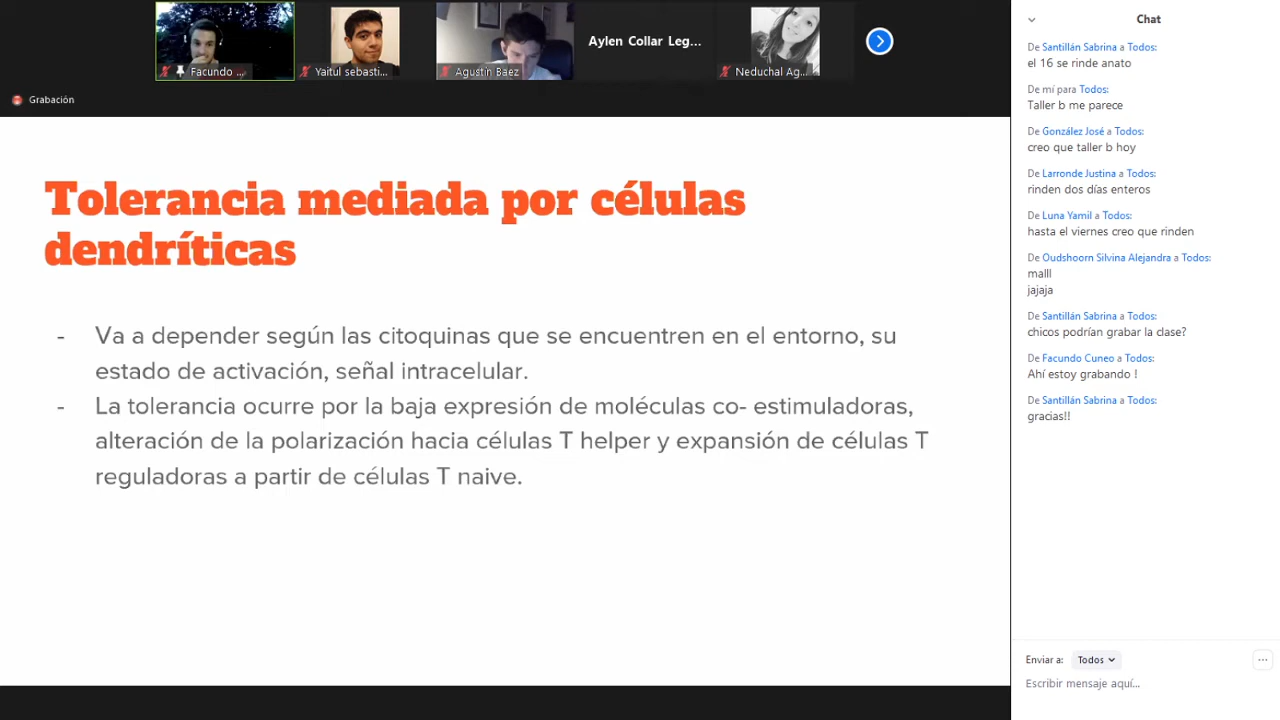 Facundo ...
Yaitul sebasti...
Agustín Báez
Aylen Collar Leg...
Neduchal Ag...
Grabación
Tolerancia mediada por células
dendríticas
- Va a depender según las citoquinas que se encuentren en el entorno, su
estado de activación, señal intracelular.
- La tolerancia ocurre por la baja expresión de moléculas co- estimuladoras,
alteración de la polarización hacia células T helper y expansión de células T
reguladoras a partir de células T naive.
Chat
De Santillán Sabrina a Todos:
el 16 se rinde anato
De mí para Todos:
Taller b me parece
De González José a Todos:
creo que taller b hoy
De Larronde Justina a Todos:
rinden dos días enteros
De Luna Yamil a Todos:
hasta el viernes creo que rinden
De Oudshoorn Silvina Alejandra a Todos:
malll
jajaja
De Santillán Sabrina a Todos:
chicos podrían grabar la clase?
De Facundo Cuneo a Todos:
Ahí estoy grabando !
De Santillán Sabrina a Todos:
gracias!!
Enviar a: Todos
Escribir mensaje aquí...